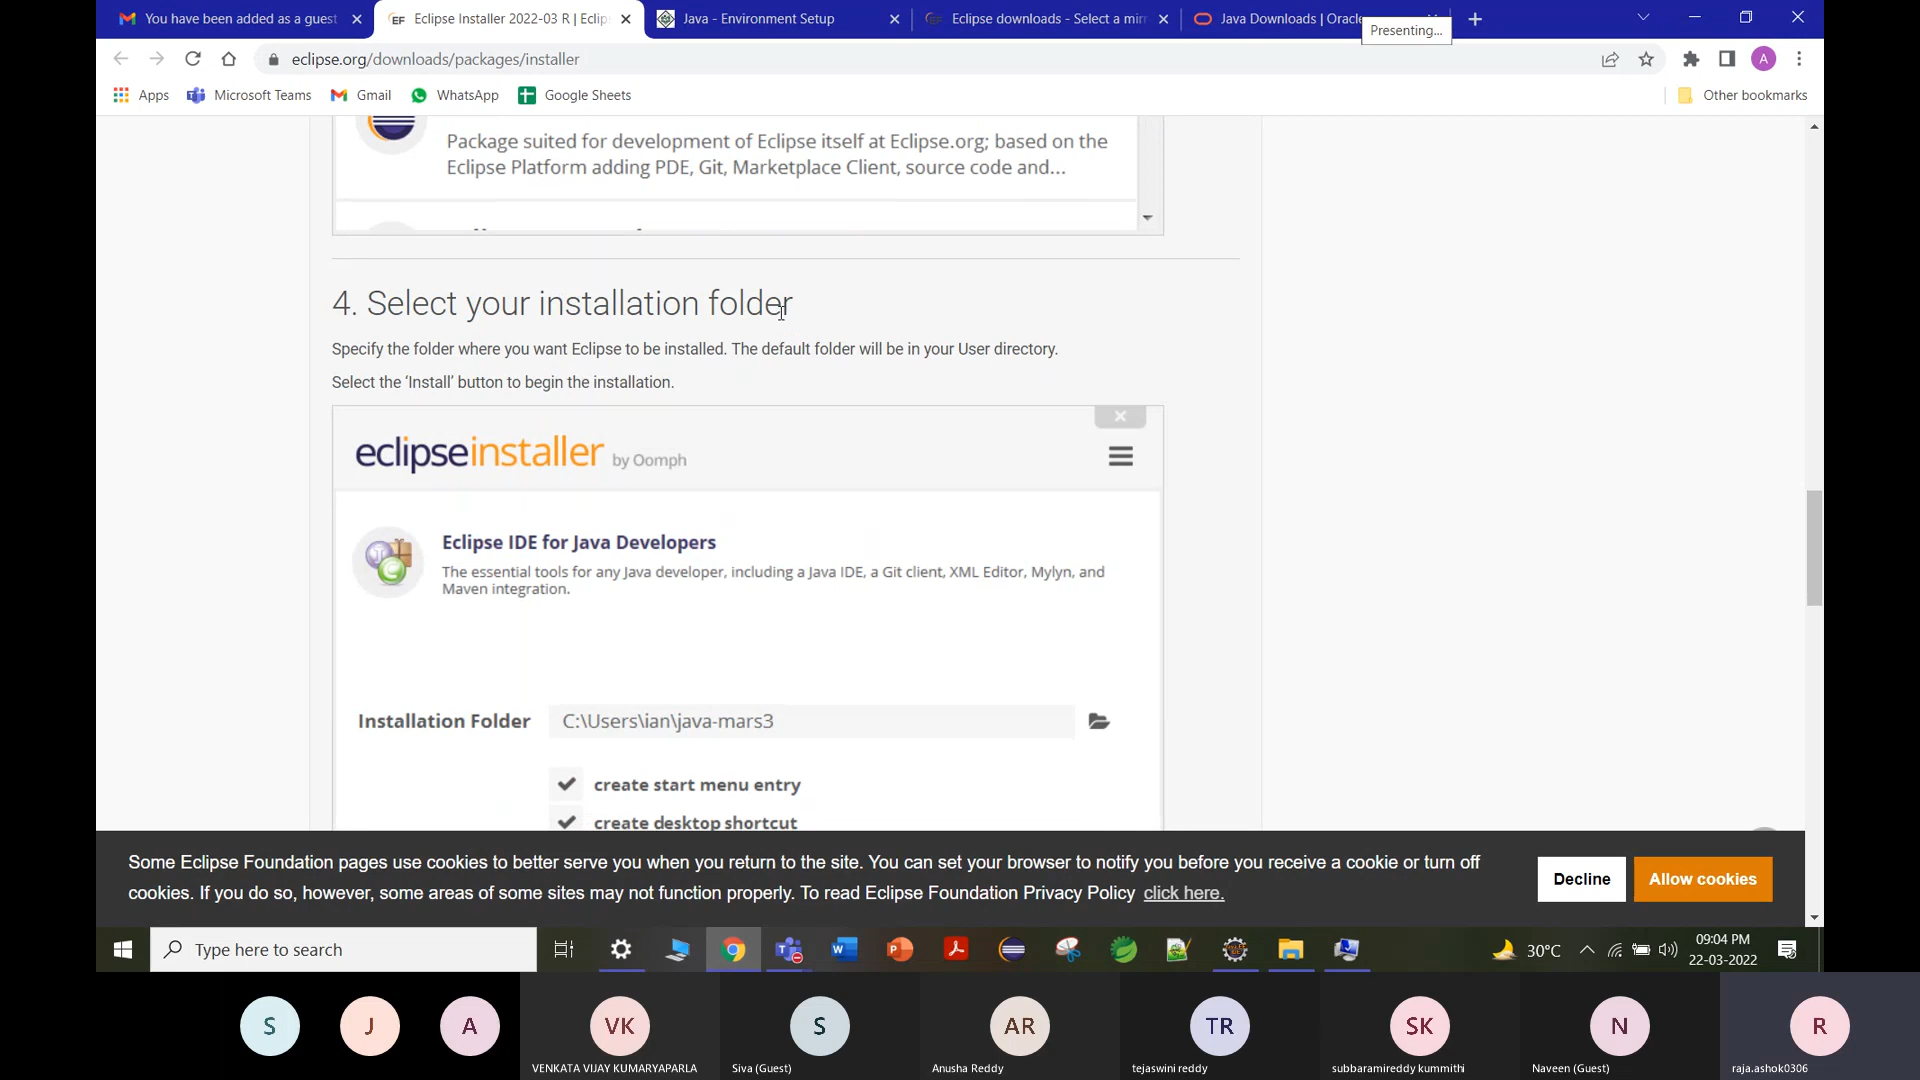 You have been added as a guest
Eclipse Installer 2022-03 R | Eclip
Java - Environment Setup
Eclipse downloads - Select a mir
Java Downloads | Oracle
Presenting...
eclipse.org/downloads/packages/installer
A
Apps
Microsoft Teams
Gmail
WhatsApp
Google Sheets
Other bookmarks
Package suited for development of Eclipse itself at Eclipse.org; based on the
Eclipse Platform adding PDE, Git, Marketplace Client, source code and...
4. Select your installation folder
Specify the folder where you want Eclipse to be installed. The default folder will be in your User directory.
Select the ‘Install’ button to begin the installation.
eclipseinstaller by Oomph
Eclipse IDE for Java Developers
The essential tools for any Java developer, including a Java IDE, a Git client, XML Editor, Mylyn, and
Maven integration.
Installation Folder
C:\Users\ian\java-mars3
create start menu entry
create desktop shortcut
Some Eclipse Foundation pages use cookies to better serve you when you return to the site. You can set your browser to notify you before you receive a cookie or turn off
cookies. If you do so, however, some areas of some sites may not function properly. To read Eclipse Foundation Privacy Policy click here.
Decline
Allow cookies
Type here to search
30°C
09:04 PM
22-03-2022
S
J
A
VK
S
AR
TR
SK
N
R
VENKATA VIJAY KUMARYAPARLA
Siva (Guest)
Anusha Reddy
tejaswini reddy
subbaramireddy kummithi
Naveen (Guest)
raja.ashok0306